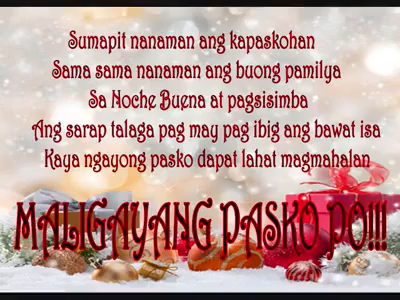 Sumapit nanaman ang kapaskohan
Sama sama nanaman ang buong pamilya
Sa Noche Buena at pagsisimba
Ang sarap talaga pag may pag ibig ang bawat isa
Kaya ngayong pasko dapat lahat magmahalan
MALIGAYANG PASKO PO!!!